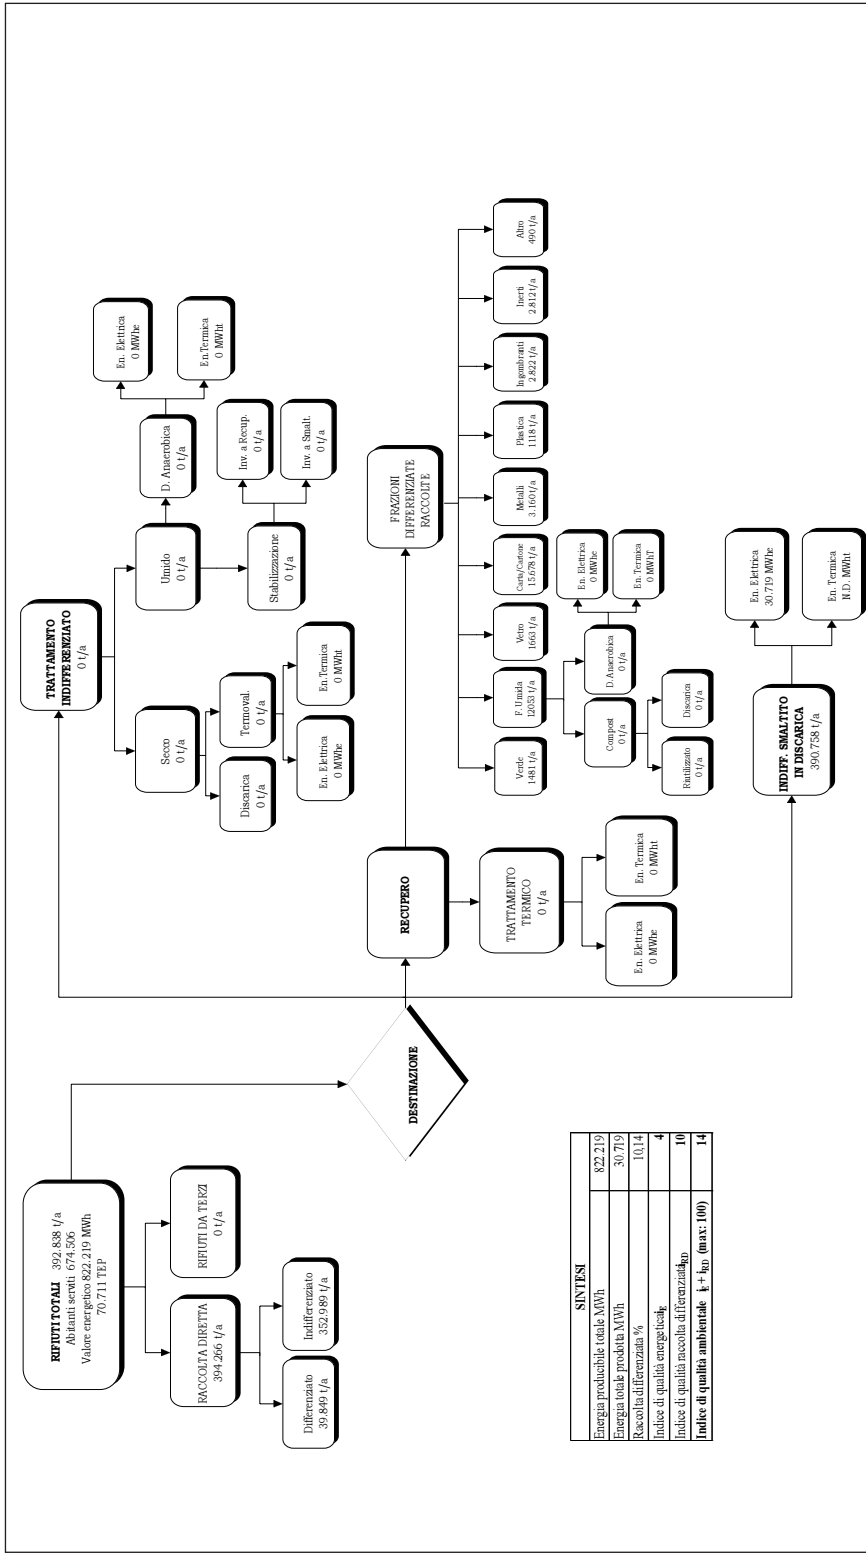 RIFIUTI TOTALI 392.838 t/a
Abitanti serviti 674.506
Valore energetico 822.219 MWh
70.711 TEP
RACCOLTA DIRETTA
394.266 t/a
RIFIUTI DA TERZI
0 t/a
Differenziato
39.849 t/a
Indifferenziato
352.989 t/a
DESTINAZIONE
TRATTAMENTO
INDIFFERENZIATO
0 t/a
Secco
0 t/a
Umido
0 t/a
Discarica
0 t/a
Termoval.
0 t/a
En. Elettrica
0 MWhe
En.Termica
0 MWht
D. Anaerobica
0 t/a
Stabilizzazione
0 t/a
En. Elettrica
0 MWhe
En.Termica
0 MWht
Inv. a Recup.
0 t/a
Inv. a Smalt.
0 t/a
RECUPERO
FRAZIONI
DIFFERENZIATE
RACCOLTE
TRATTAMENTO
TERMICO
0 t/a
En. Elettrica
0 MWhe
En. Termica
0 MWht
Verde
1481 t/a
F. Umida
12053 t/a
Vetro
1663 t/a
Carta/Cartone
15.678 t/a
Metalli
3.160 t/a
Plastica
1118 t/a
Ingombranti
2.822 t/a
Inerti
2.812 t/a
Altro
490 t/a
Compost
0 t/a
D. Anaerobica
0 t/a
Riutilizzato
0 t/a
Discarica
0 t/a
En. Elettrica
0 MWhe
En. Termica
0 MWhT
INDIFF. SMALTITO
IN DISCARICA
390.758 t/a
En. Elettrica
30.719 MWhe
En. Termica
N.D. MWht
SINTESI
Energia producibile totale MWh 822.219
Energia totale prodotta MWh 30.719
Raccolta differenziata % 10,14
Indice di qualità energetica iE 4
Indice di qualità raccolta differenziata iRD 10
Indice di qualità ambientale iE + iRD (max: 100) 14